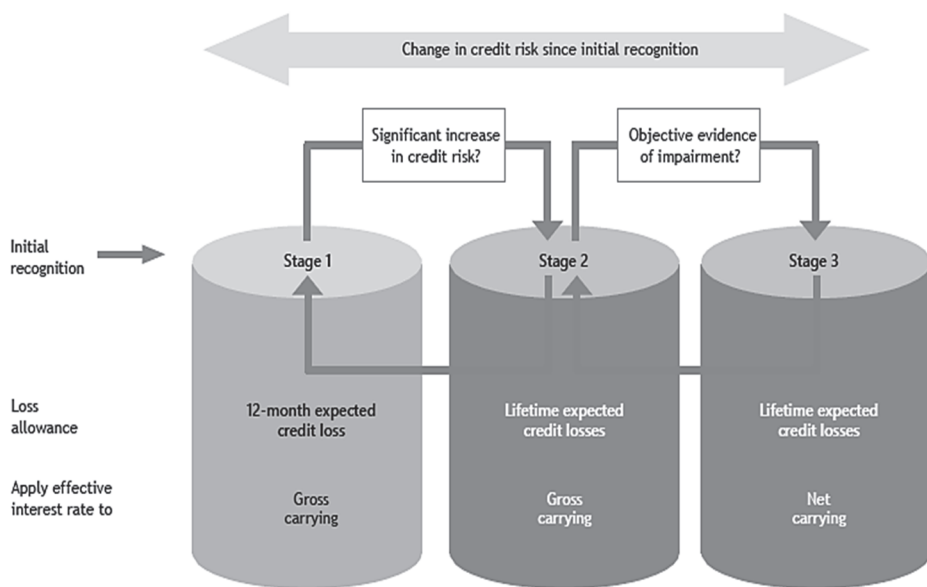 Change in credit risk since initial recognition
Significant increase
in credit risk?
Objective evidence
of impairment?
Initial
recognition
Stage 1
Stage 2
Stage 3
Loss
allowance
12-month expected
credit loss
Lifetime expected
credit losses
Lifetime expected
credit losses
Apply effective
interest rate to
Gross
carrying
Gross
carrying
Net
carrying